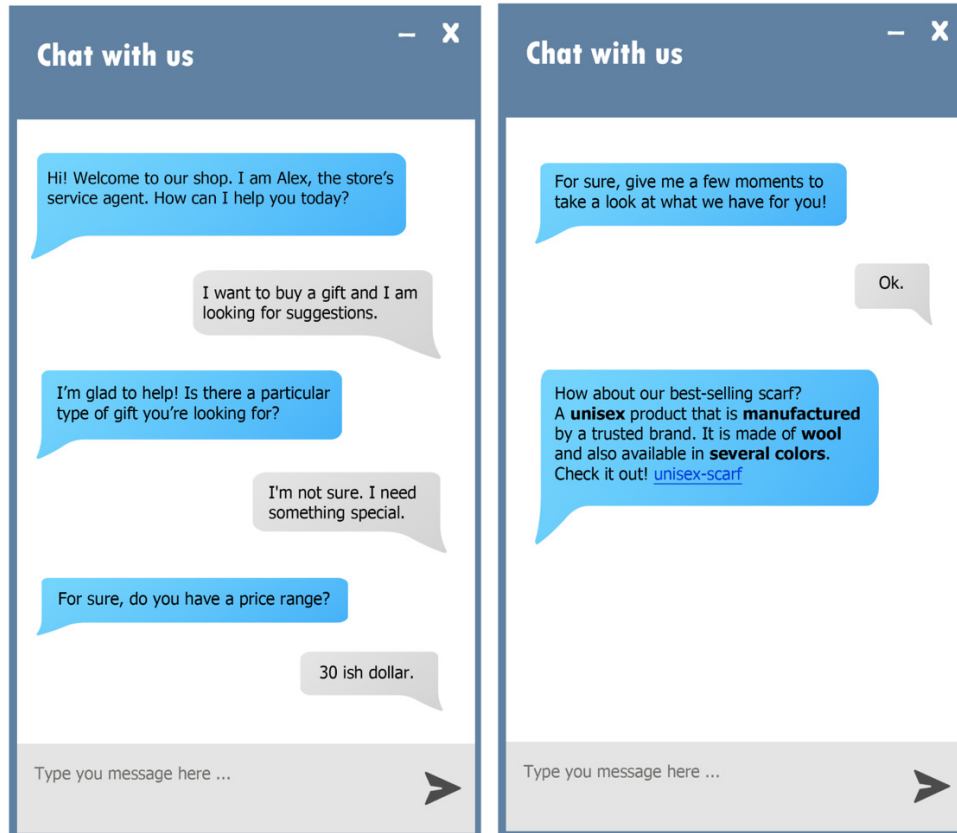 Chat with us
Hi! Welcome to our shop. I am Alex, the store's
service agent. How can I help you today?
I want to buy a gift and I am
looking for suggestions.
I'm glad to help! Is there a particular
type of gift you're looking for?
I'm not sure. I need
something special.
For sure, do you have a price range?
30 ish dollar.
Type you message here ...
Chat with us
For sure, give me a few moments to
take a look at what we have for you!
Ok.
How about our best-selling scarf?
A unisex product that is manufactured
by a trusted brand. It is made of wool
and also available in several colors.
Check it out! unisex-scarf
Type you message here ...